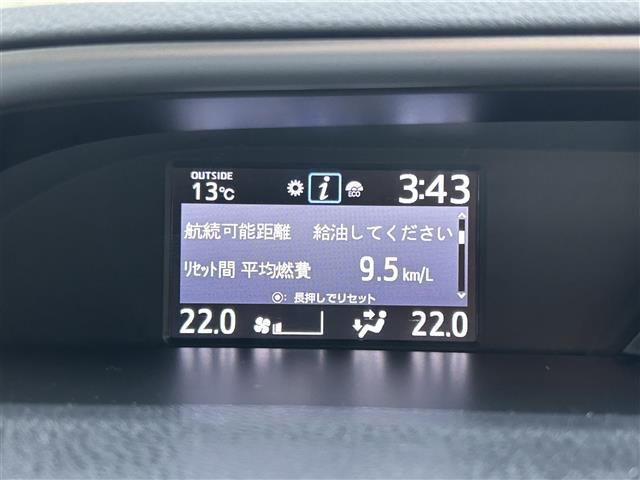 OUTSIDE
13℃ i ECO 3:43
航続可能距離 給油してください
ﾘｾｯﾄ間 平均燃費 9.5 km/L
◉: 長押しでリセット
22.0 22.0